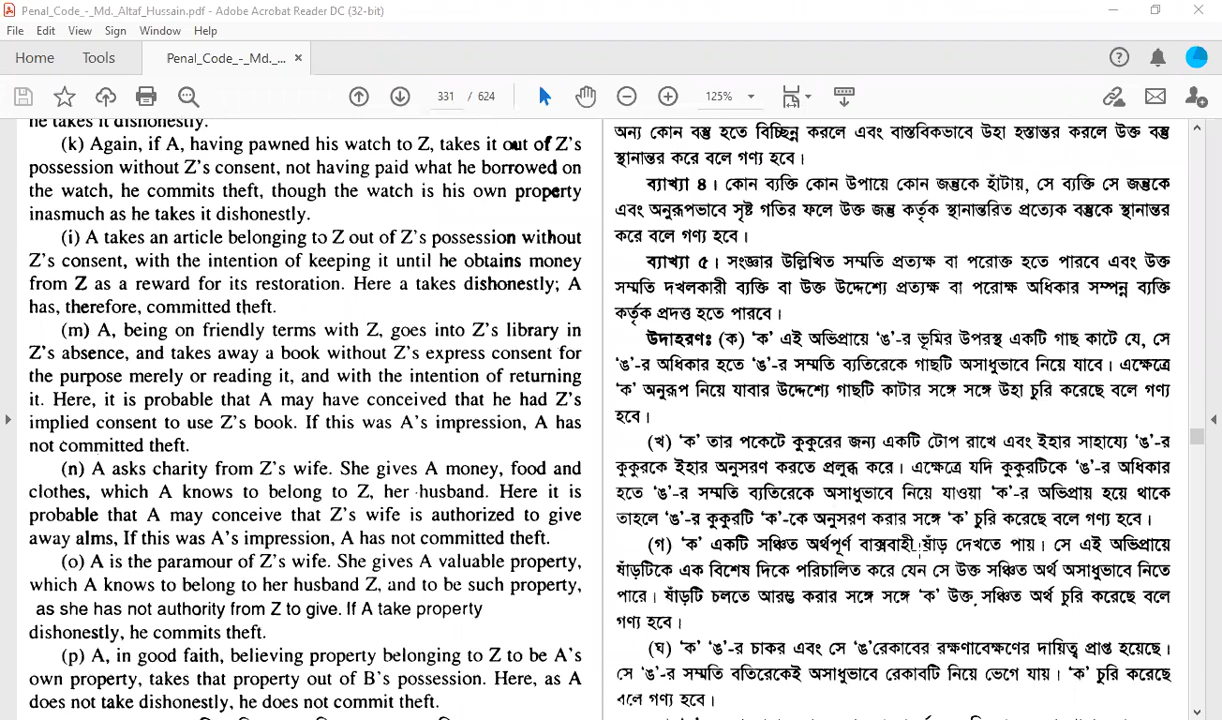 Penal_Code_-_Md._Altaf_Hussain.pdf - Adobe Acrobat Reader DC (32-bit)
File Edit View Sign Window Help
Home Tools Penal_Code_-_Md._... ×
331 / 624 125%
he takes it dishonestly.
(k) Again, if A, having pawned his watch to Z, takes it out of Z's
possession without Z's consent, not having paid what he borrowed on
the watch, he commits theft, though the watch is his own property
inasmuch as he takes it dishonestly.
(i) A takes an article belonging to Z out of Z's possession without
Z's consent, with the intention of keeping it until he obtains money
from Z as a reward for its restoration. Here a takes dishonestly; A
has, therefore, committed theft.
(m) A, being on friendly terms with Z, goes into Z's library in
Z's absence, and takes away a book without Z's express consent for
the purpose merely or reading it, and with the intention of returning
it. Here, it is probable that A may have conceived that he had Z's
implied consent to use Z's book. If this was A's impression, A has
not committed theft.
(n) A asks charity from Z's wife. She gives A money, food and
clothes, which A knows to belong to Z, her husband. Here it is
probable that A may conceive that Z's wife is authorized to give
away alms, If this was A's impression, A has not committed theft.
(o) A is the paramour of Z's wife. She gives A valuable property,
which A knows to belong to her husband Z, and to be such property,
as she has not authority from Z to give. If A take property
dishonestly, he commits theft.
(p) A, in good faith, believing property belonging to Z to be A's
own property, takes that property out of B's possession. Here, as A
does not take dishonestly, he does not commit theft.
অন্য কোন বস্তু হতে বিচ্ছিন্ন করলে এবং বাস্তবিকভাবে উহা হস্তান্তর করলে উক্ত বস্তু
স্থানান্তর করে বলে গণ্য হবে।
ব্যাখ্যা ৪। কোন ব্যক্তি কোন উপায়ে কোন জন্তুকে হাঁটায়, সে ব্যক্তি সে জন্তুকে
এবং অনুরূপভাবে সৃষ্ট গতির ফলে উক্ত জন্তু কর্তৃক স্থানান্তরিত প্রত্যেক বস্তুকে স্থানান্তর
করে বলে গণ্য হবে।
ব্যাখ্যা ৫। সংজ্ঞার উল্লিখিত সম্মতি প্রত্যক্ষ বা পরোক্ত হতে পারবে এবং উক্ত
সম্মতি দখলকারী ব্যক্তি বা উক্ত উদ্দেশ্যে প্রত্যক্ষ বা পরোক্ষ অধিকার সম্পন্ন ব্যক্তি
কর্তৃক প্রদত্ত হতে পারবে।
উদাহরণঃ (ক) 'ক' এই অভিপ্রায়ে 'ঙ'-র ভূমির উপরস্থ একটি গাছ কাটে যে, সে
'ঙ'-র অধিকার হতে 'ঙ'-র সম্মতি ব্যতিরেকে গাছটি অসাধুভাবে নিয়ে যাবে। এক্ষেত্রে
'ক' অনুরূপ নিয়ে যাবার উদ্দেশ্যে গাছটি কাটার সঙ্গে সঙ্গে উহা চুরি করেছে বলে গণ্য
হবে।
(খ) 'ক' তার পকেটে কুকুরের জন্য একটি টোপ রাখে এবং ইহার সাহায্যে 'ঙ'-র
কুকুরকে ইহার অনুসরণ করতে প্রলুব্ধ করে। এক্ষেত্রে যদি কুকুরটিকে 'ঙ'-র অধিকার
হতে 'ঙ'-র সম্মতি ব্যতিরেকে অসাধুভাবে নিয়ে যাওয়া 'ক'-র অভিপ্রায় হয়ে থাকে
তাহলে 'ঙ'-র কুকুরটি 'ক'-কে অনুসরণ করার সঙ্গে 'ক' চুরি করেছে বলে গণ্য হবে।
(গ) 'ক' একটি সঞ্চিত অর্থপূর্ণ বাক্সবাহী ষাঁড় দেখতে পায়। সে এই অভিপ্রায়ে
ষাঁড়টিকে এক বিশেষ দিকে পরিচালিত করে যেন সে উক্ত সঞ্চিত অর্থ অসাধুভাবে নিতে
পারে। ষাঁড়টি চলতে আরম্ভ করার সঙ্গে সঙ্গে 'ক' উক্ত সঞ্চিত অর্থ চুরি করেছে বলে
গণ্য হবে।
(ঘ) 'ক' 'ঙ'-র চাকর এবং সে 'ঙ'রেকাবের রক্ষণাবেক্ষণের দায়িত্ব প্রাপ্ত হয়েছে।
সে 'ঙ'-র সম্মতি বতিরেকেই অসাধুভাবে রেকাবটি নিয়ে ভেগে যায়। 'ক' চুরি করেছে
বলে গণ্য হবে।